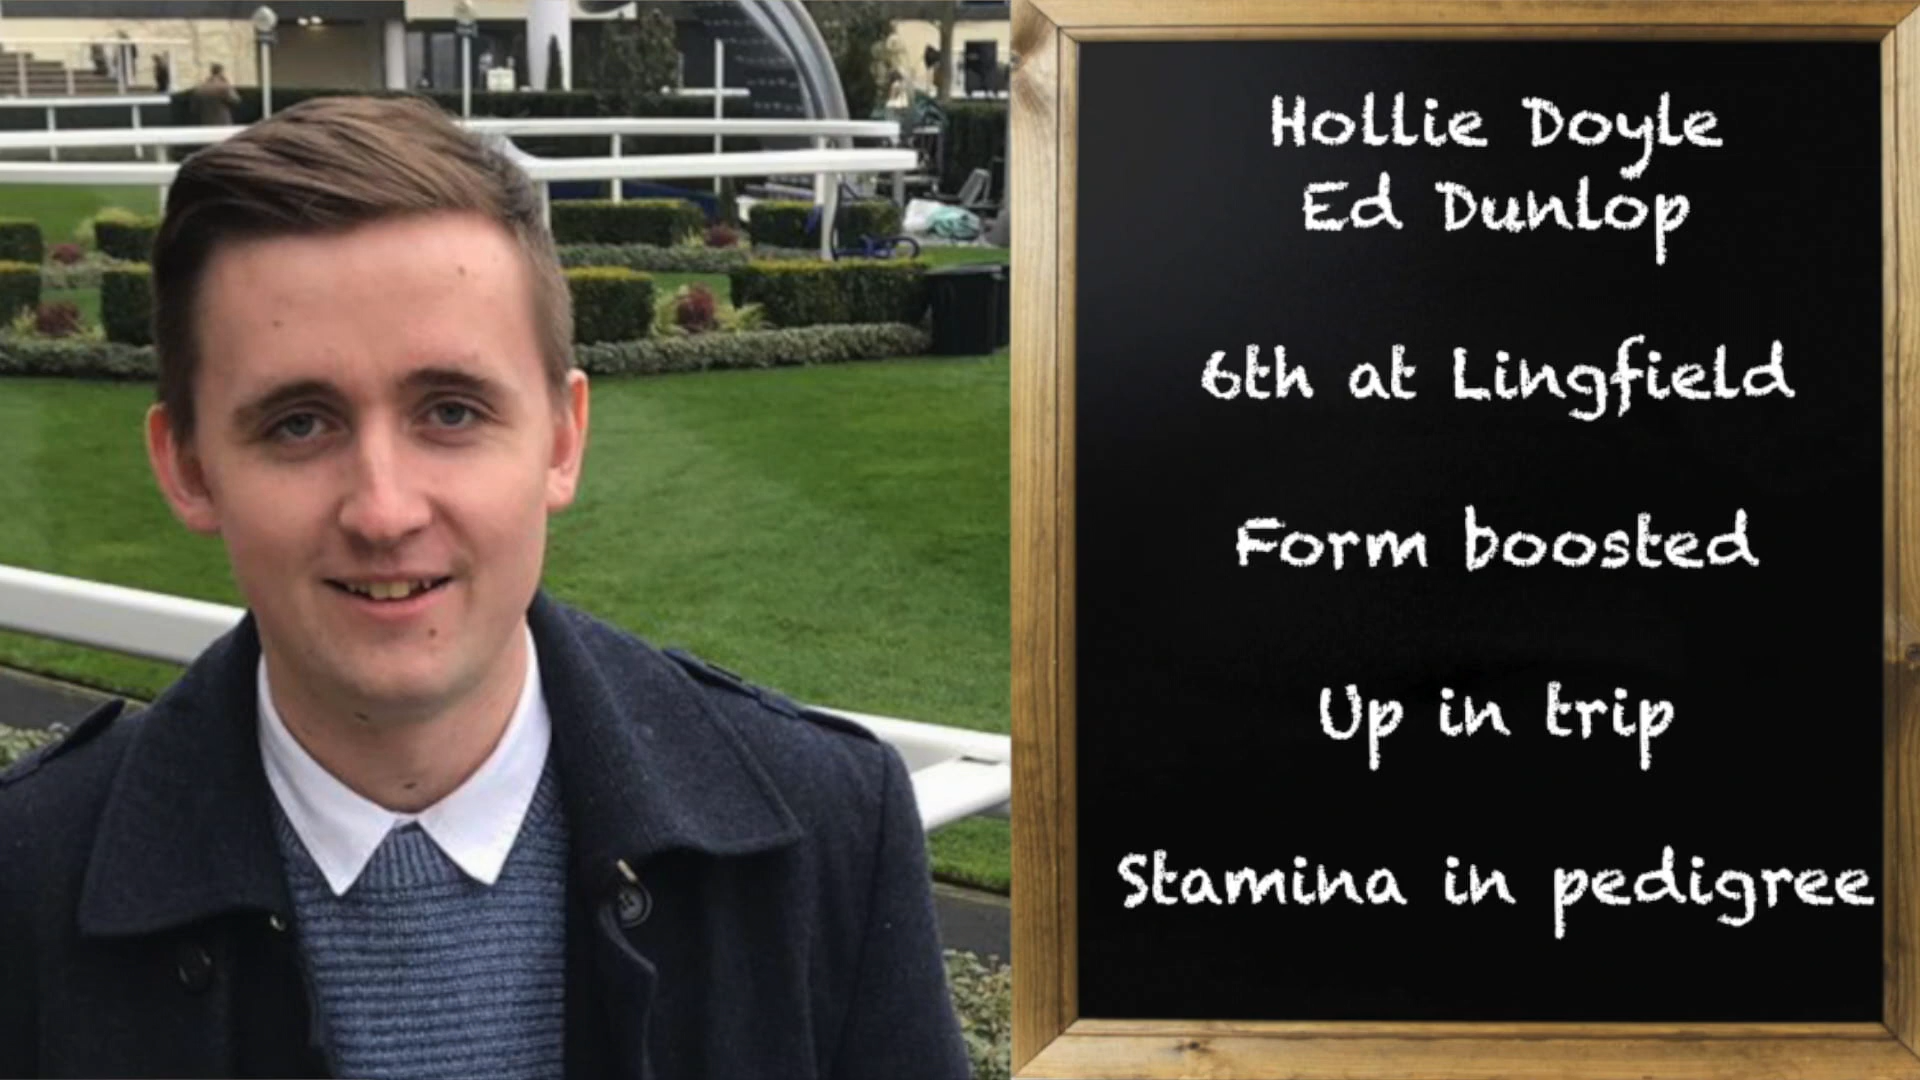 Hollie Doyle
Ed Dunlop
6th at Lingfield
Form boosted
Up in trip
Stamina in pedigree